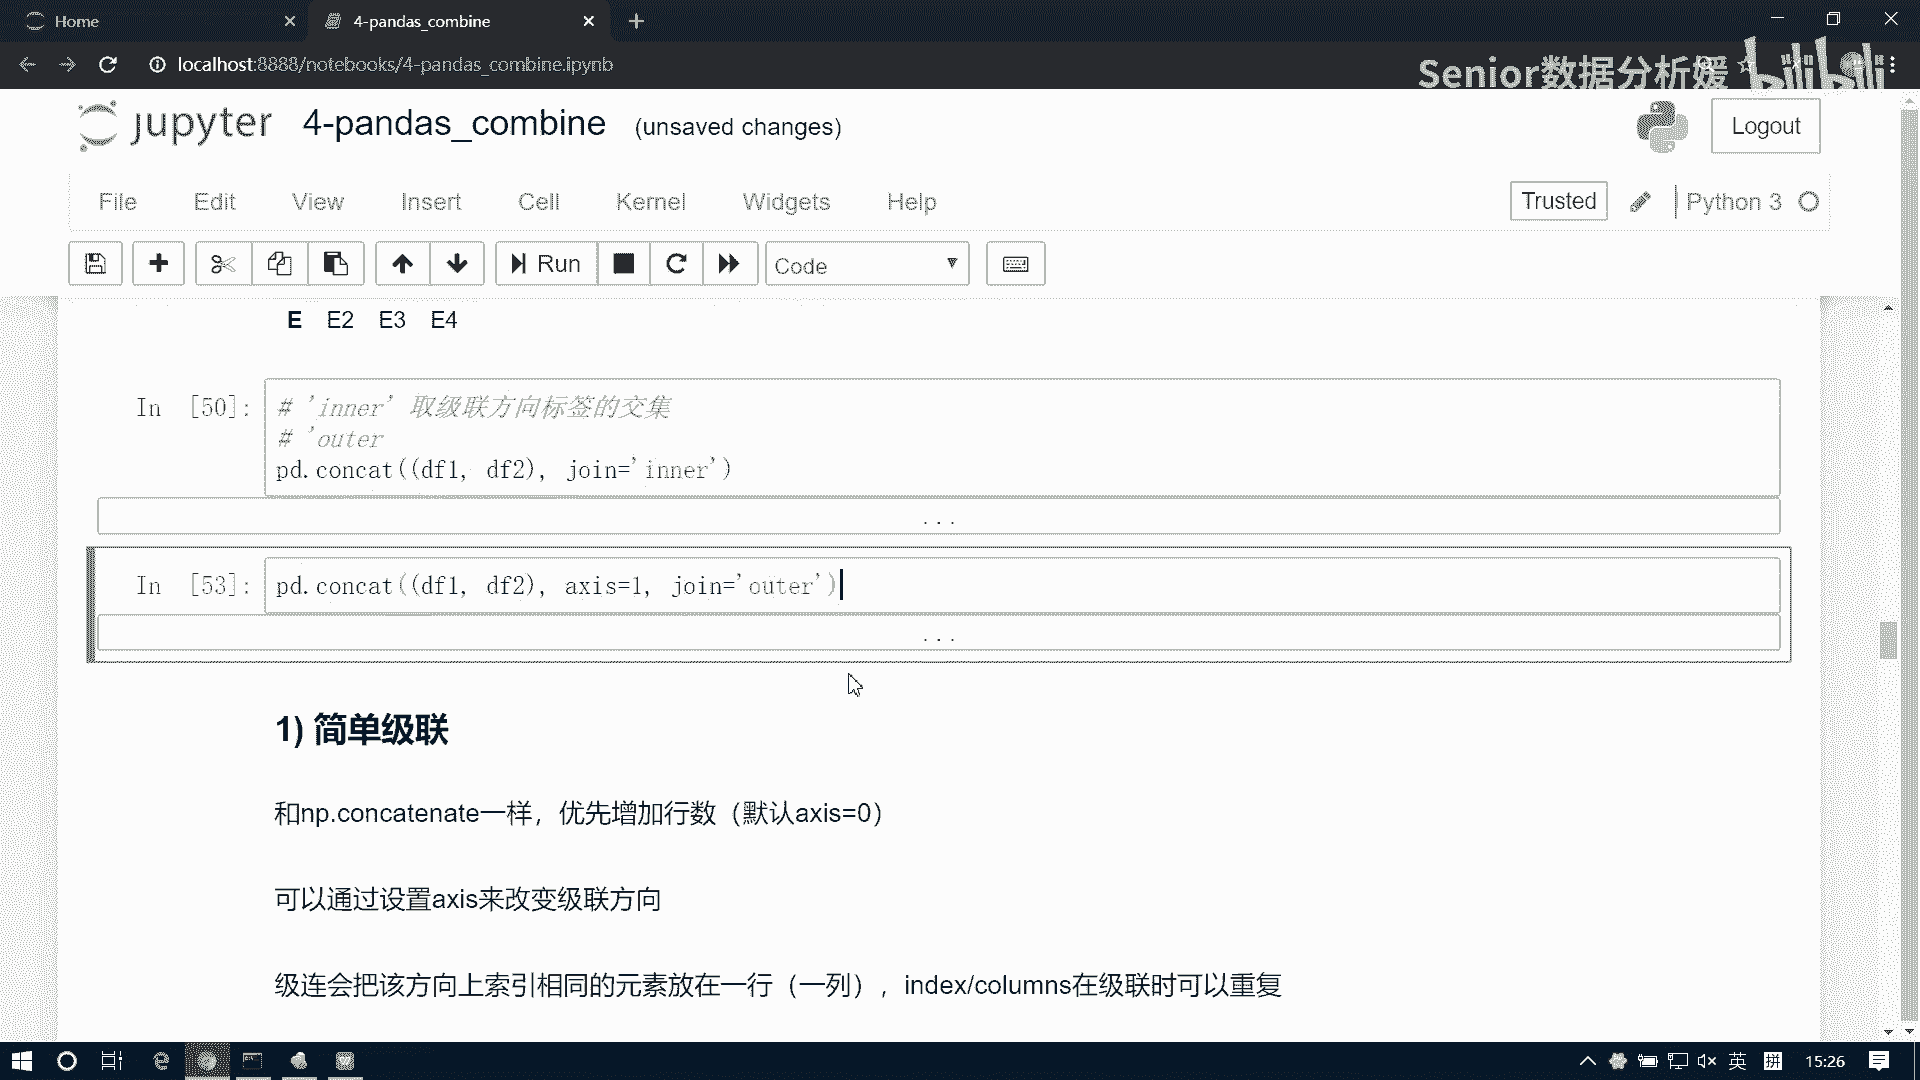 Home
4-pandas_combine
localhost:8888/notebooks/4-pandas_combine.ipynb
Senior数据分析媛
bilibili
jupyter 4-pandas_combine (unsaved changes)
Logout
File Edit View Insert Cell Kernel Widgets Help
Trusted Python 3
Run Code
E E2 E3 E4
In [50]: # 'inner' 取级联方向标签的交集
# 'outer
pd.concat((df1, df2), join='inner')
...
In [53]: pd.concat((df1, df2), axis=1, join='outer')
...
1) 简单级联
和np.concatenate一样，优先增加行数（默认axis=0）
可以通过设置axis来改变级联方向
级连会把该方向上索引相同的元素放在一行（一列），index/columns在级联时可以重复
英 拼 15:26